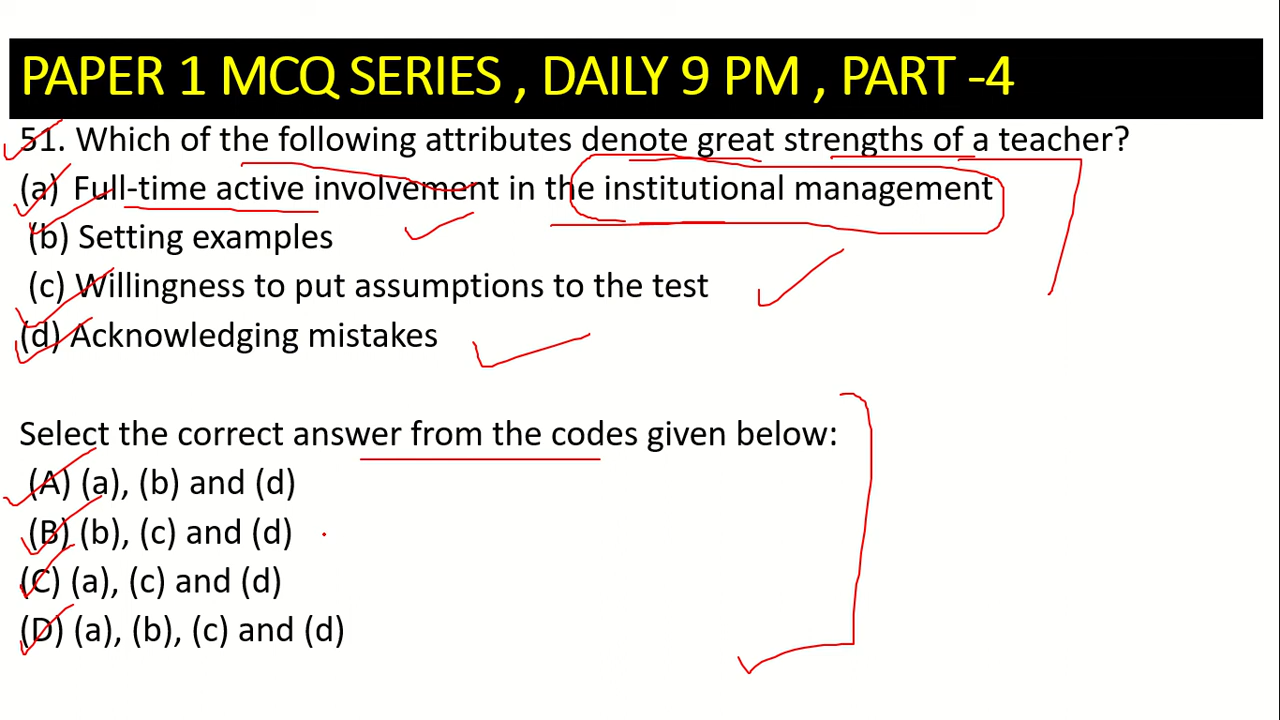 PAPER 1 MCQ SERIES , DAILY 9 PM , PART -4
51. Which of the following attributes denote great strengths of a teacher?
(a) Full-time active involvement in the institutional management
(b) Setting examples
(c) Willingness to put assumptions to the test
(d) Acknowledging mistakes
Select the correct answer from the codes given below:
(A) (a), (b) and (d)
(B) (b), (c) and (d)
(C) (a), (c) and (d)
(D) (a), (b), (c) and (d)